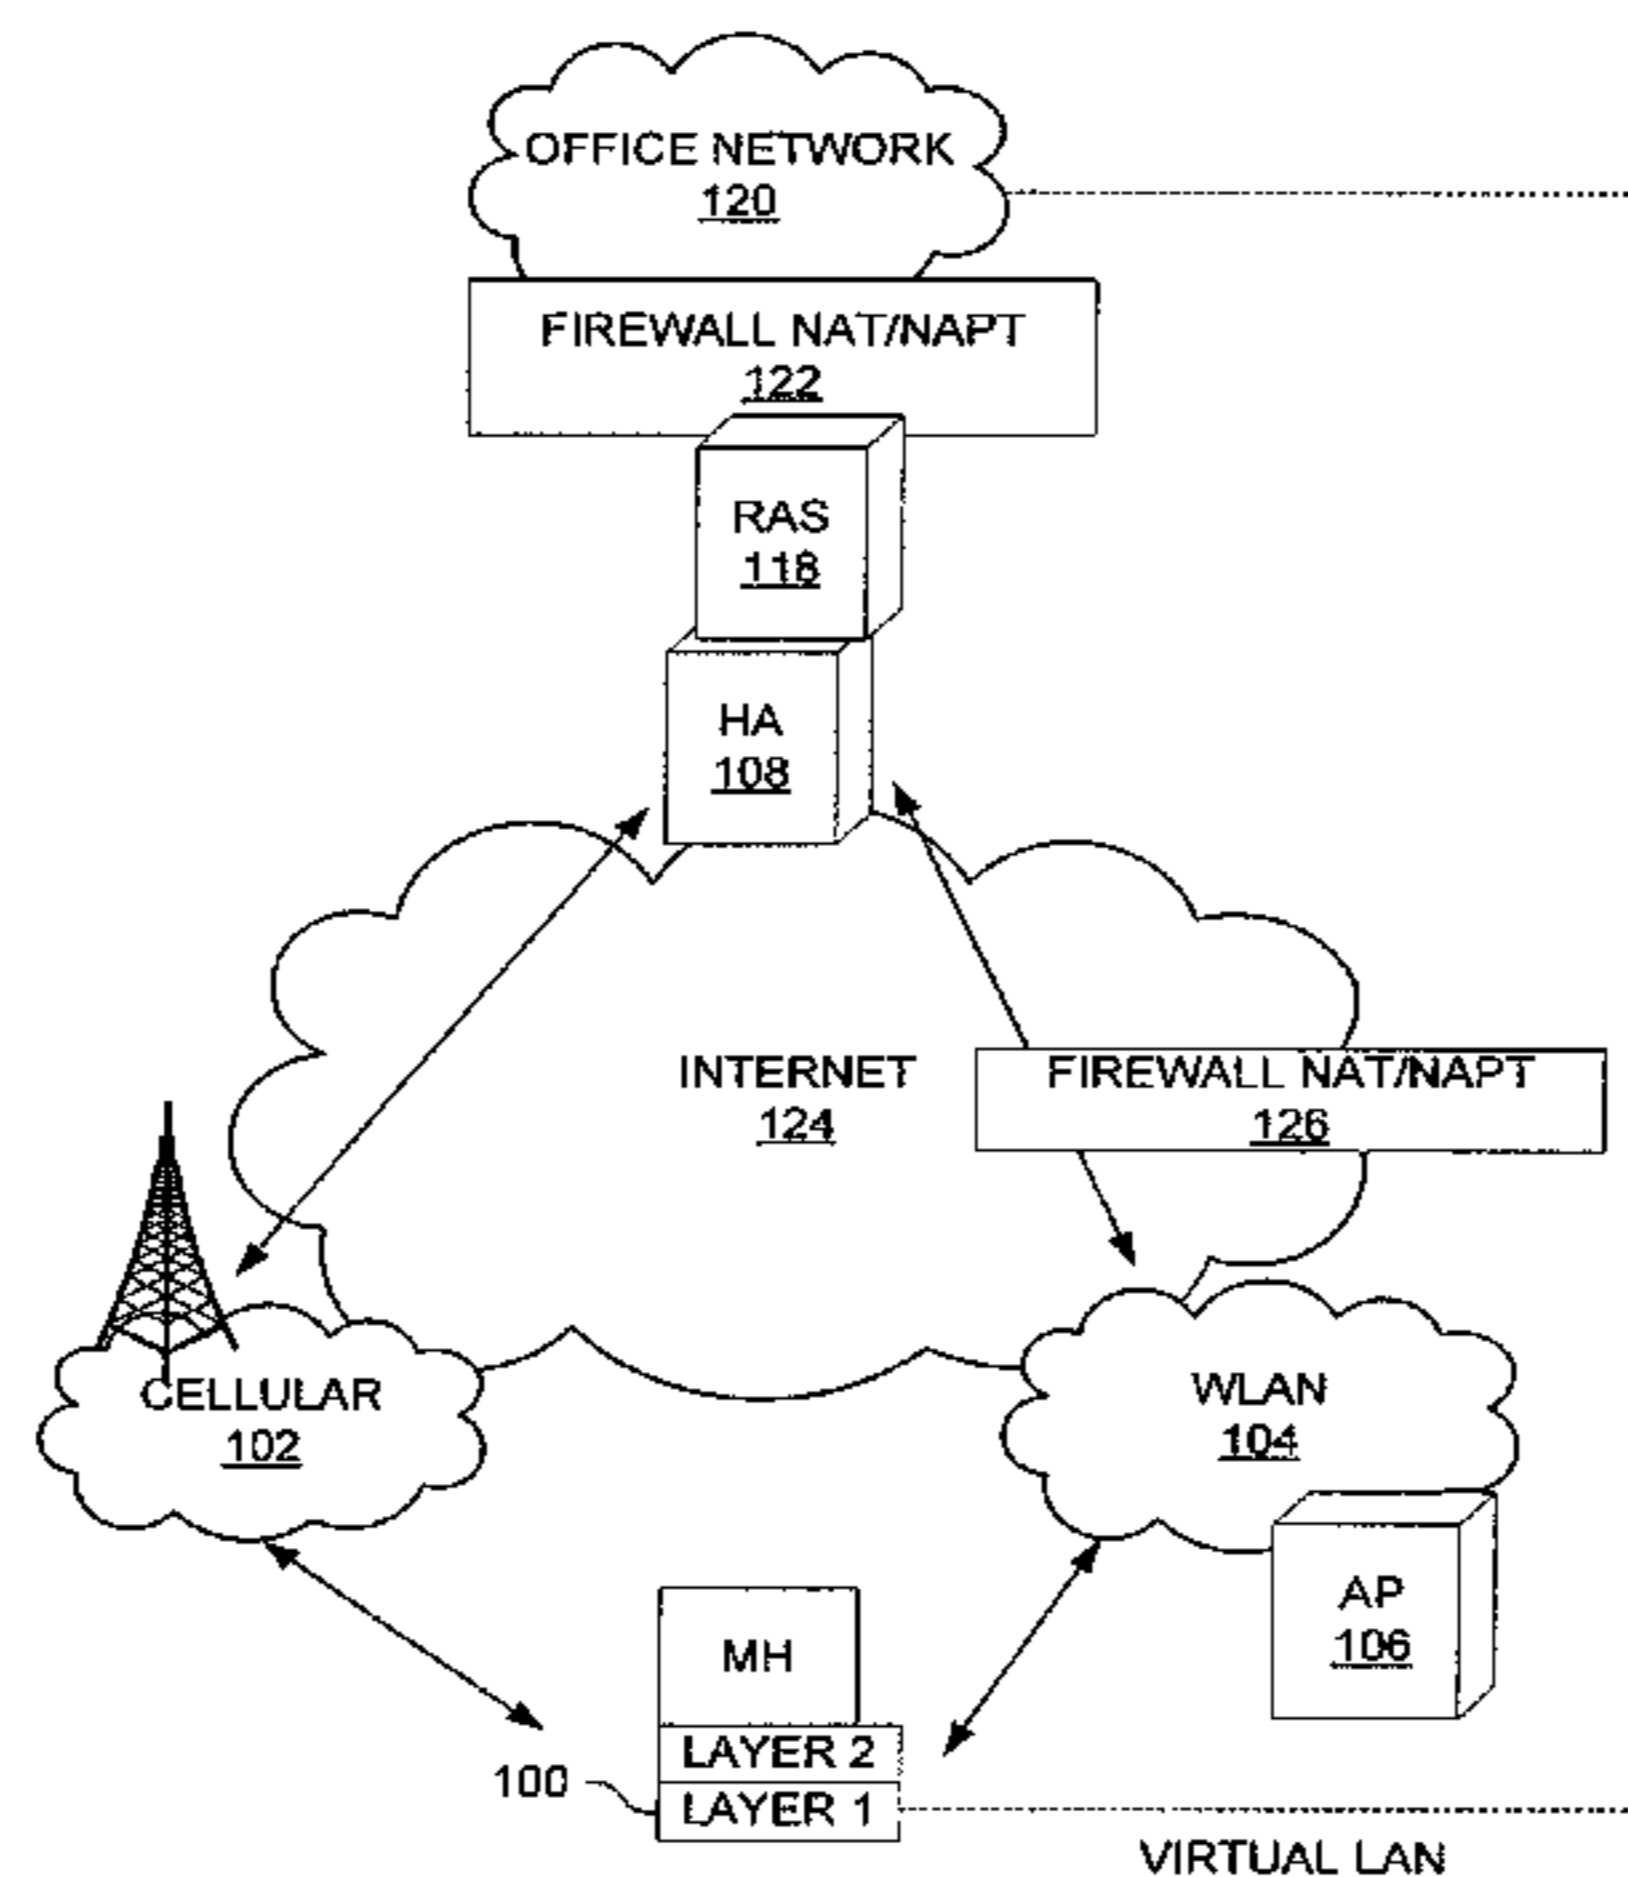 OFFICE NETWORK
120
FIREWALL NAT/NAPT
122
RAS
118
HA
108
INTERNET
124
FIREWALL NAT/NAPT
126
CELLULAR
102
WLAN
104
AP
106
MH
LAYER 2
100
LAYER 1
VIRTUAL LAN